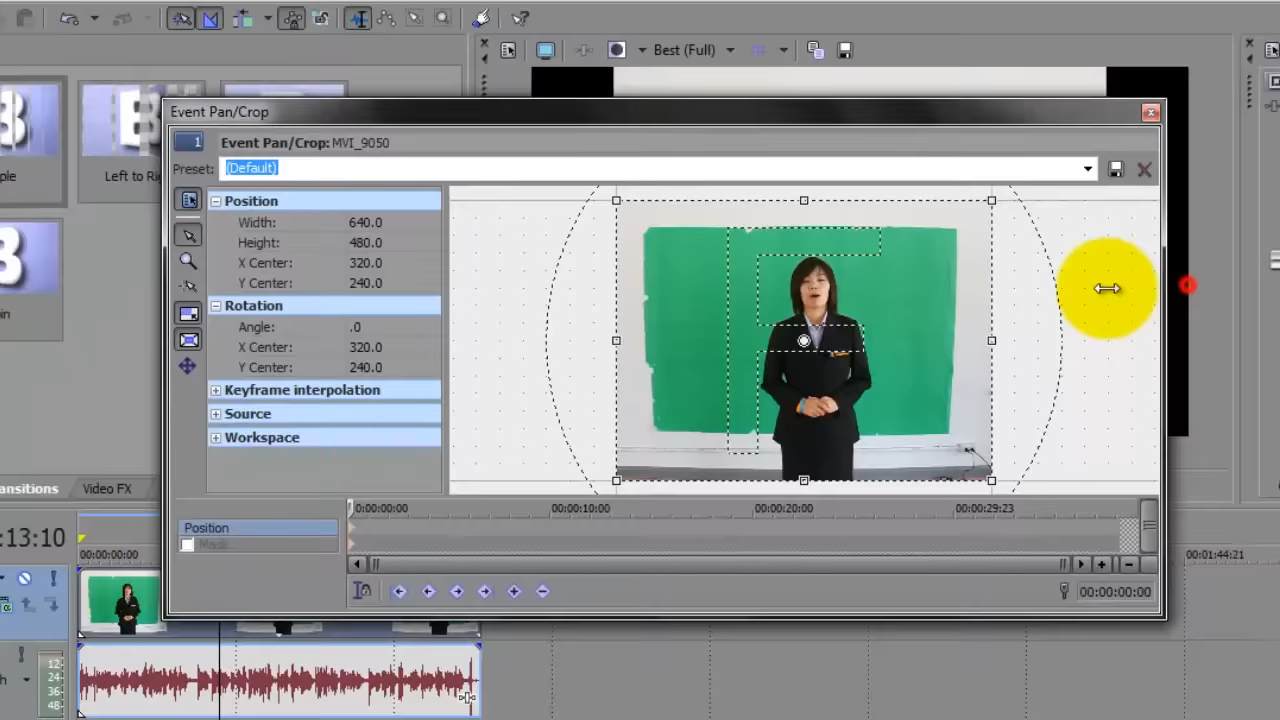 Best (Full)
Event Pan/Crop
1 Event Pan/Crop: MVI_9050
Preset: (Default)
ple
Left to Ri
in
Position
Width: 640.0
Height: 480.0
X Center: 320.0
Y Center: 240.0
Rotation
Angle: .0
X Center: 320.0
Y Center: 240.0
Keyframe interpolation
Source
Workspace
ansitions
Video FX
0:00:00:00
00:00:10:00
00:00:20:00
00:00:29:23
Position
Mask
:13:10
00:00:00:00
00:01:44:21
00:00:00:00
h
12
24
36
48